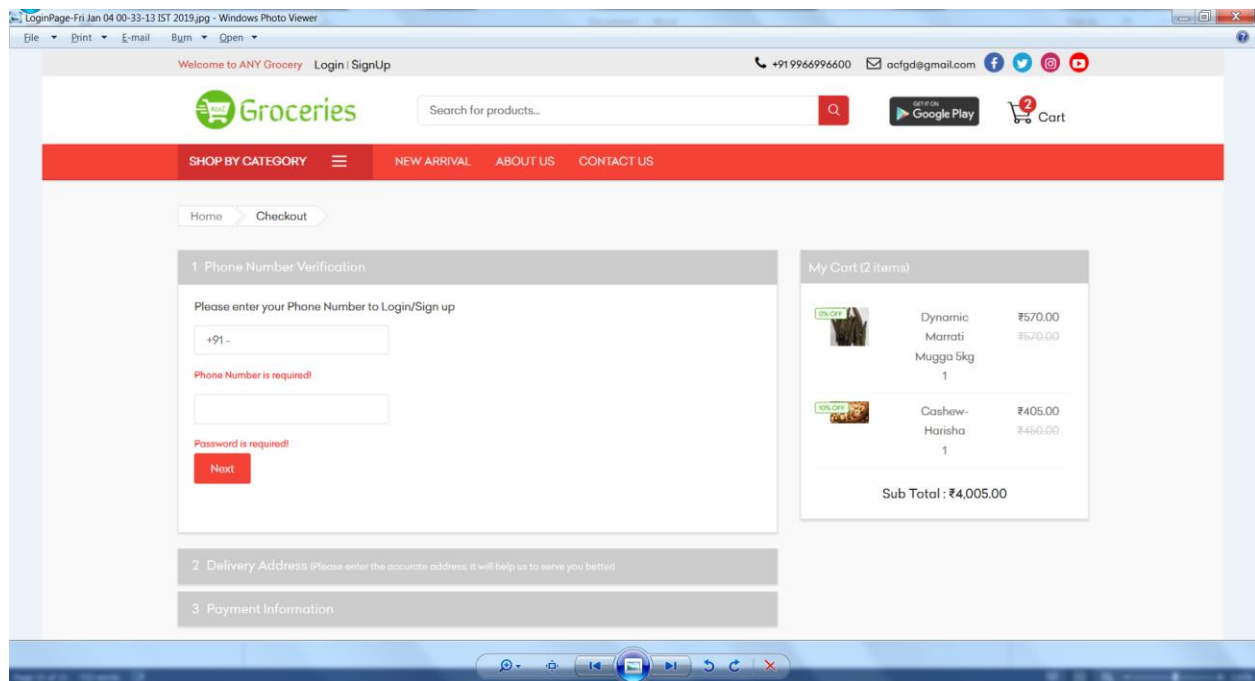 LoginPage-Fri Jan 04 00-33-13 IST 2019.jpg - Windows Photo Viewer
File Print E-mail Burn Open
Welcome to ANY Grocery Login | SignUp +91 9966996600 acfgd@gmail.com
Groceries Search for products... GET IT ON Google Play 2 Cart
SHOP BY CATEGORY NEW ARRIVAL ABOUT US CONTACT US
Home Checkout
1 Phone Number Verification
Please enter your Phone Number to Login/Sign up
+91 -
Phone Number is required!
Password is required!
Next
2 Delivery Address (Please enter the accurate address, it will help us to serve you better)
3 Payment Information
My Cart (2 items)
0% OFF Dynamic ₹570.00
Marrati ₹570.00
Mugga 5kg
1
10% OFF Cashew- ₹405.00
Harisha ₹450.00
1
Sub Total : ₹4,005.00